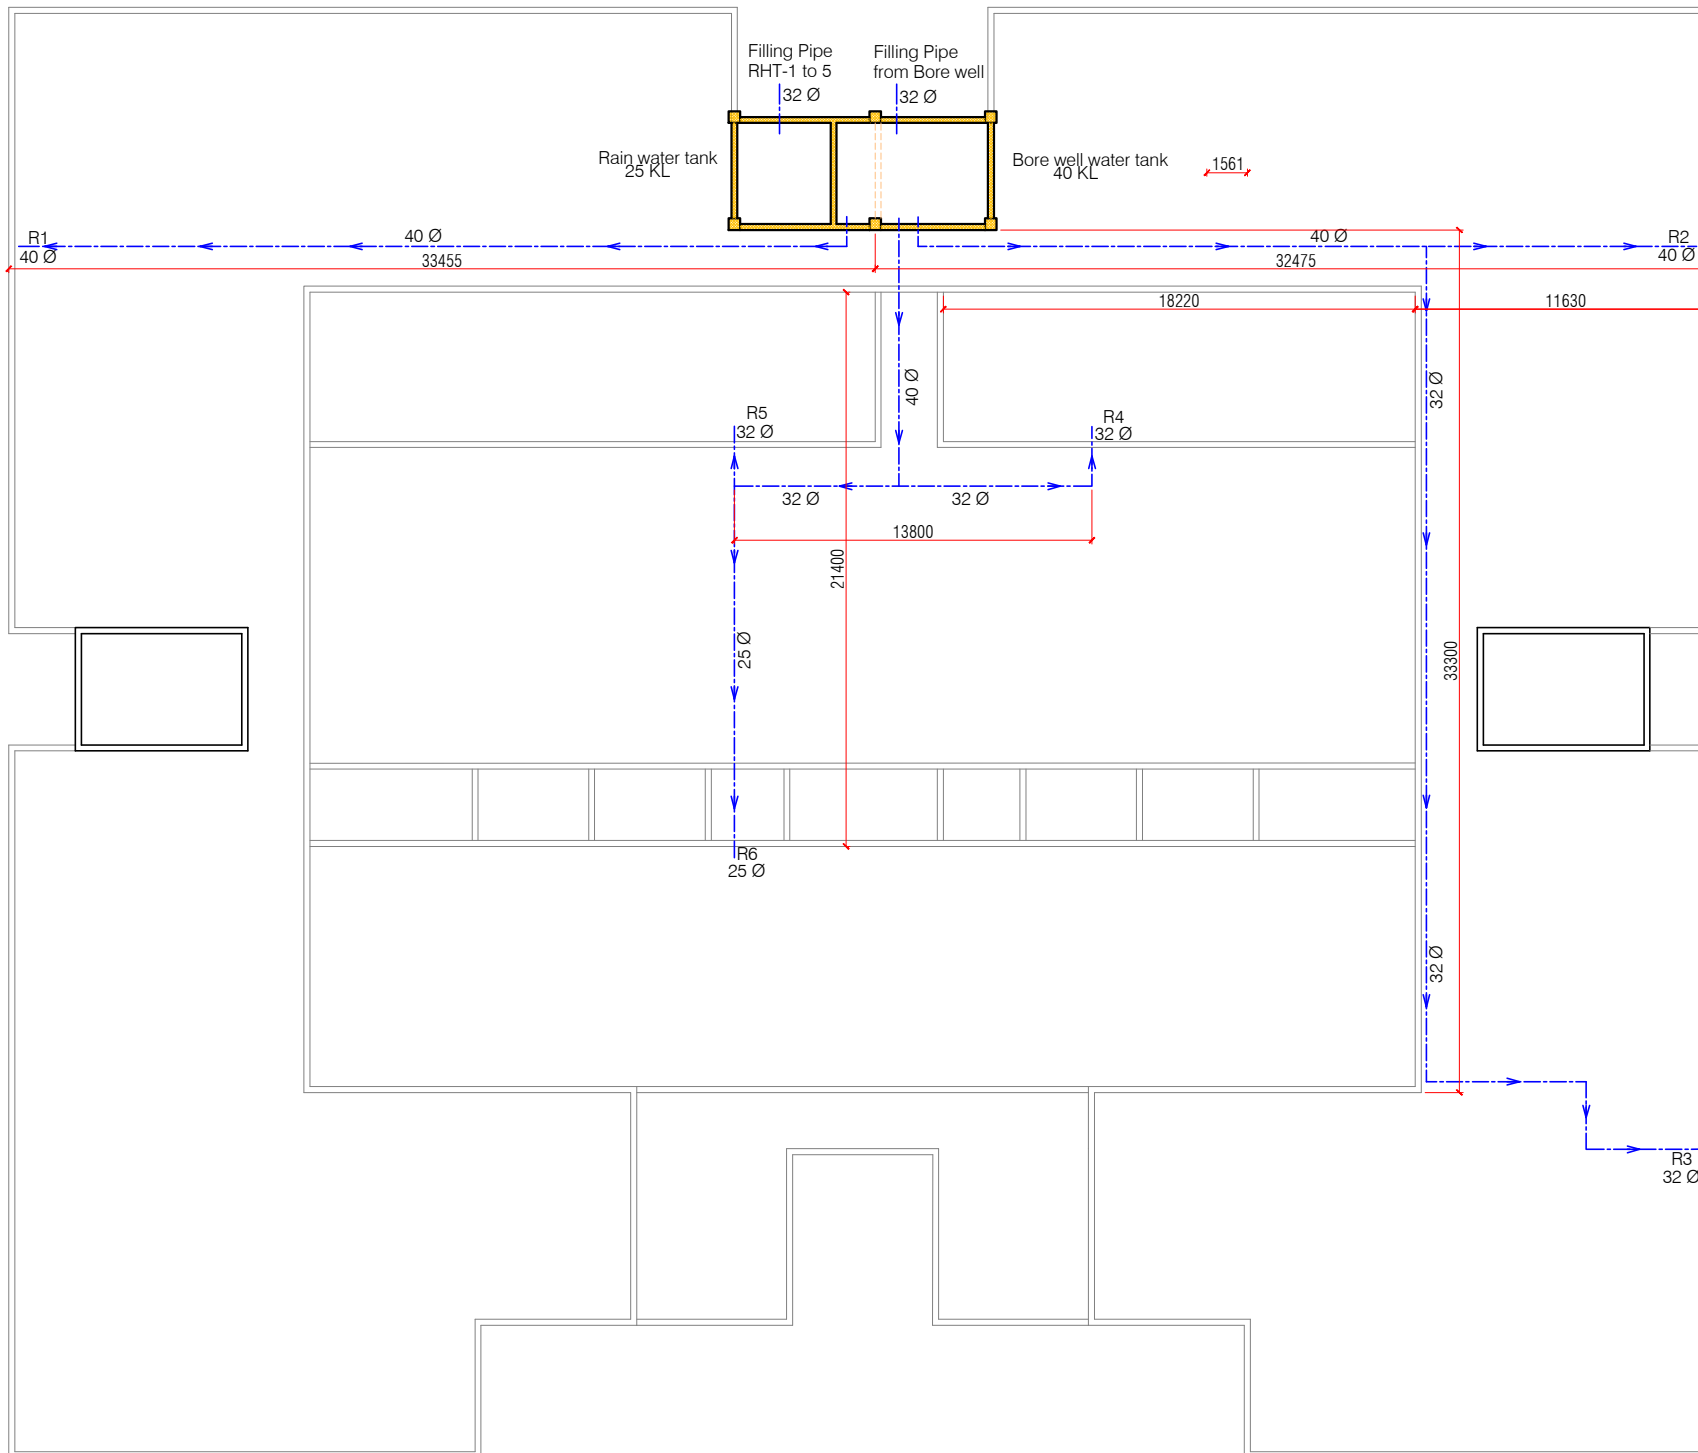 Filling Pipe
RHT-1 to 5
32 Ø
Filling Pipe
from Bore well
32 Ø
Rain water tank
25 KL
Bore well water tank
40 KL
1561
R1
40 Ø
40 Ø
40 Ø
R2
40 Ø
33455
32475
18220
11630
40 Ø
32 Ø
R5
32 Ø
R4
32 Ø
32 Ø
32 Ø
13800
21400
25 Ø
33300
R6
25 Ø
32 Ø
R3
32 Ø